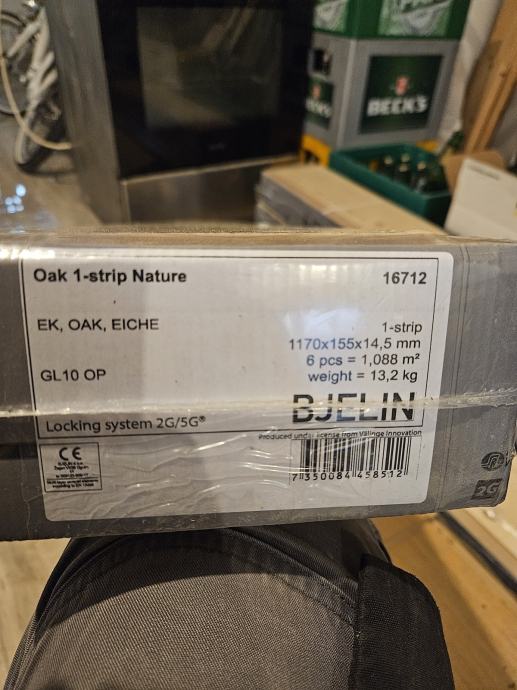 BECK'S
Oak 1-strip Nature
16712
EK, OAK, EICHE
1-strip
1170x155x14,5 mm
6 pcs = 1,088 m²
GL10 OP
weight = 13,2 kg
BJELIN
Locking system 2G/5G®
Produced under license from Välinge Innovation
CE
7 350084 458512
2G